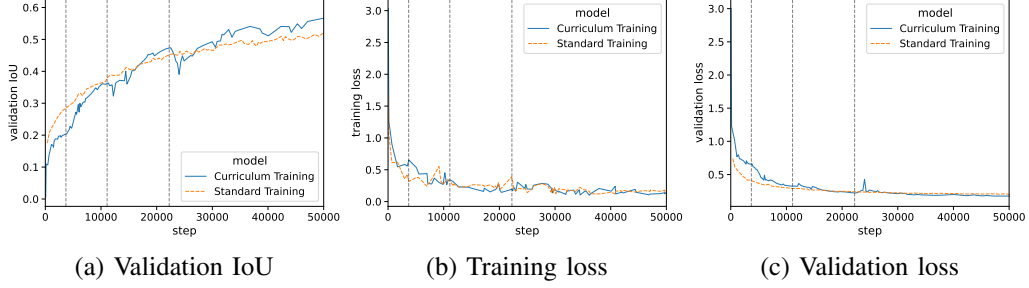 0.6
0.5
0.4
0.3
0.2
0.1
0.0
validation IoU
model
Curriculum Training
Standard Training
0
10000
20000
30000
40000
50000
step
(a) Validation IoU
3.0
2.5
2.0
1.5
1.0
0.5
0.0
training loss
model
Curriculum Training
Standard Training
0
10000
20000
30000
40000
50000
step
(b) Training loss
3.0
2.5
2.0
1.5
1.0
0.5
validation loss
model
Curriculum Training
Standard Training
0
10000
20000
30000
40000
50000
step
(c) Validation loss